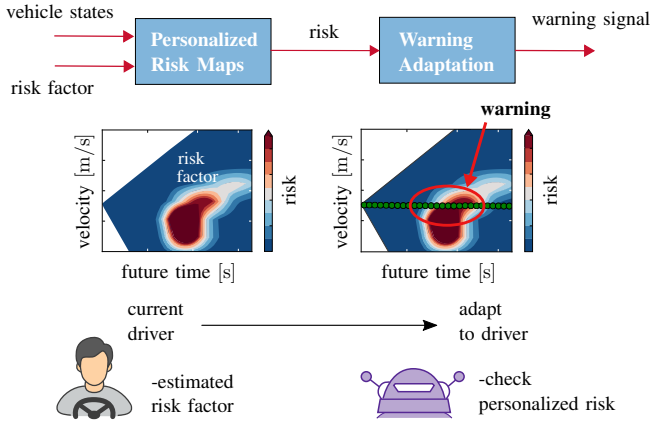 vehicle states
risk factor
Personalized
Risk Maps
risk
Warning
Adaptation
warning signal
warning
velocity [m/s]
risk
factor
risk
future time [s]
velocity [m/s]
risk
future time [s]
current
driver
adapt
to driver
-estimated
risk factor
-check
personalized risk